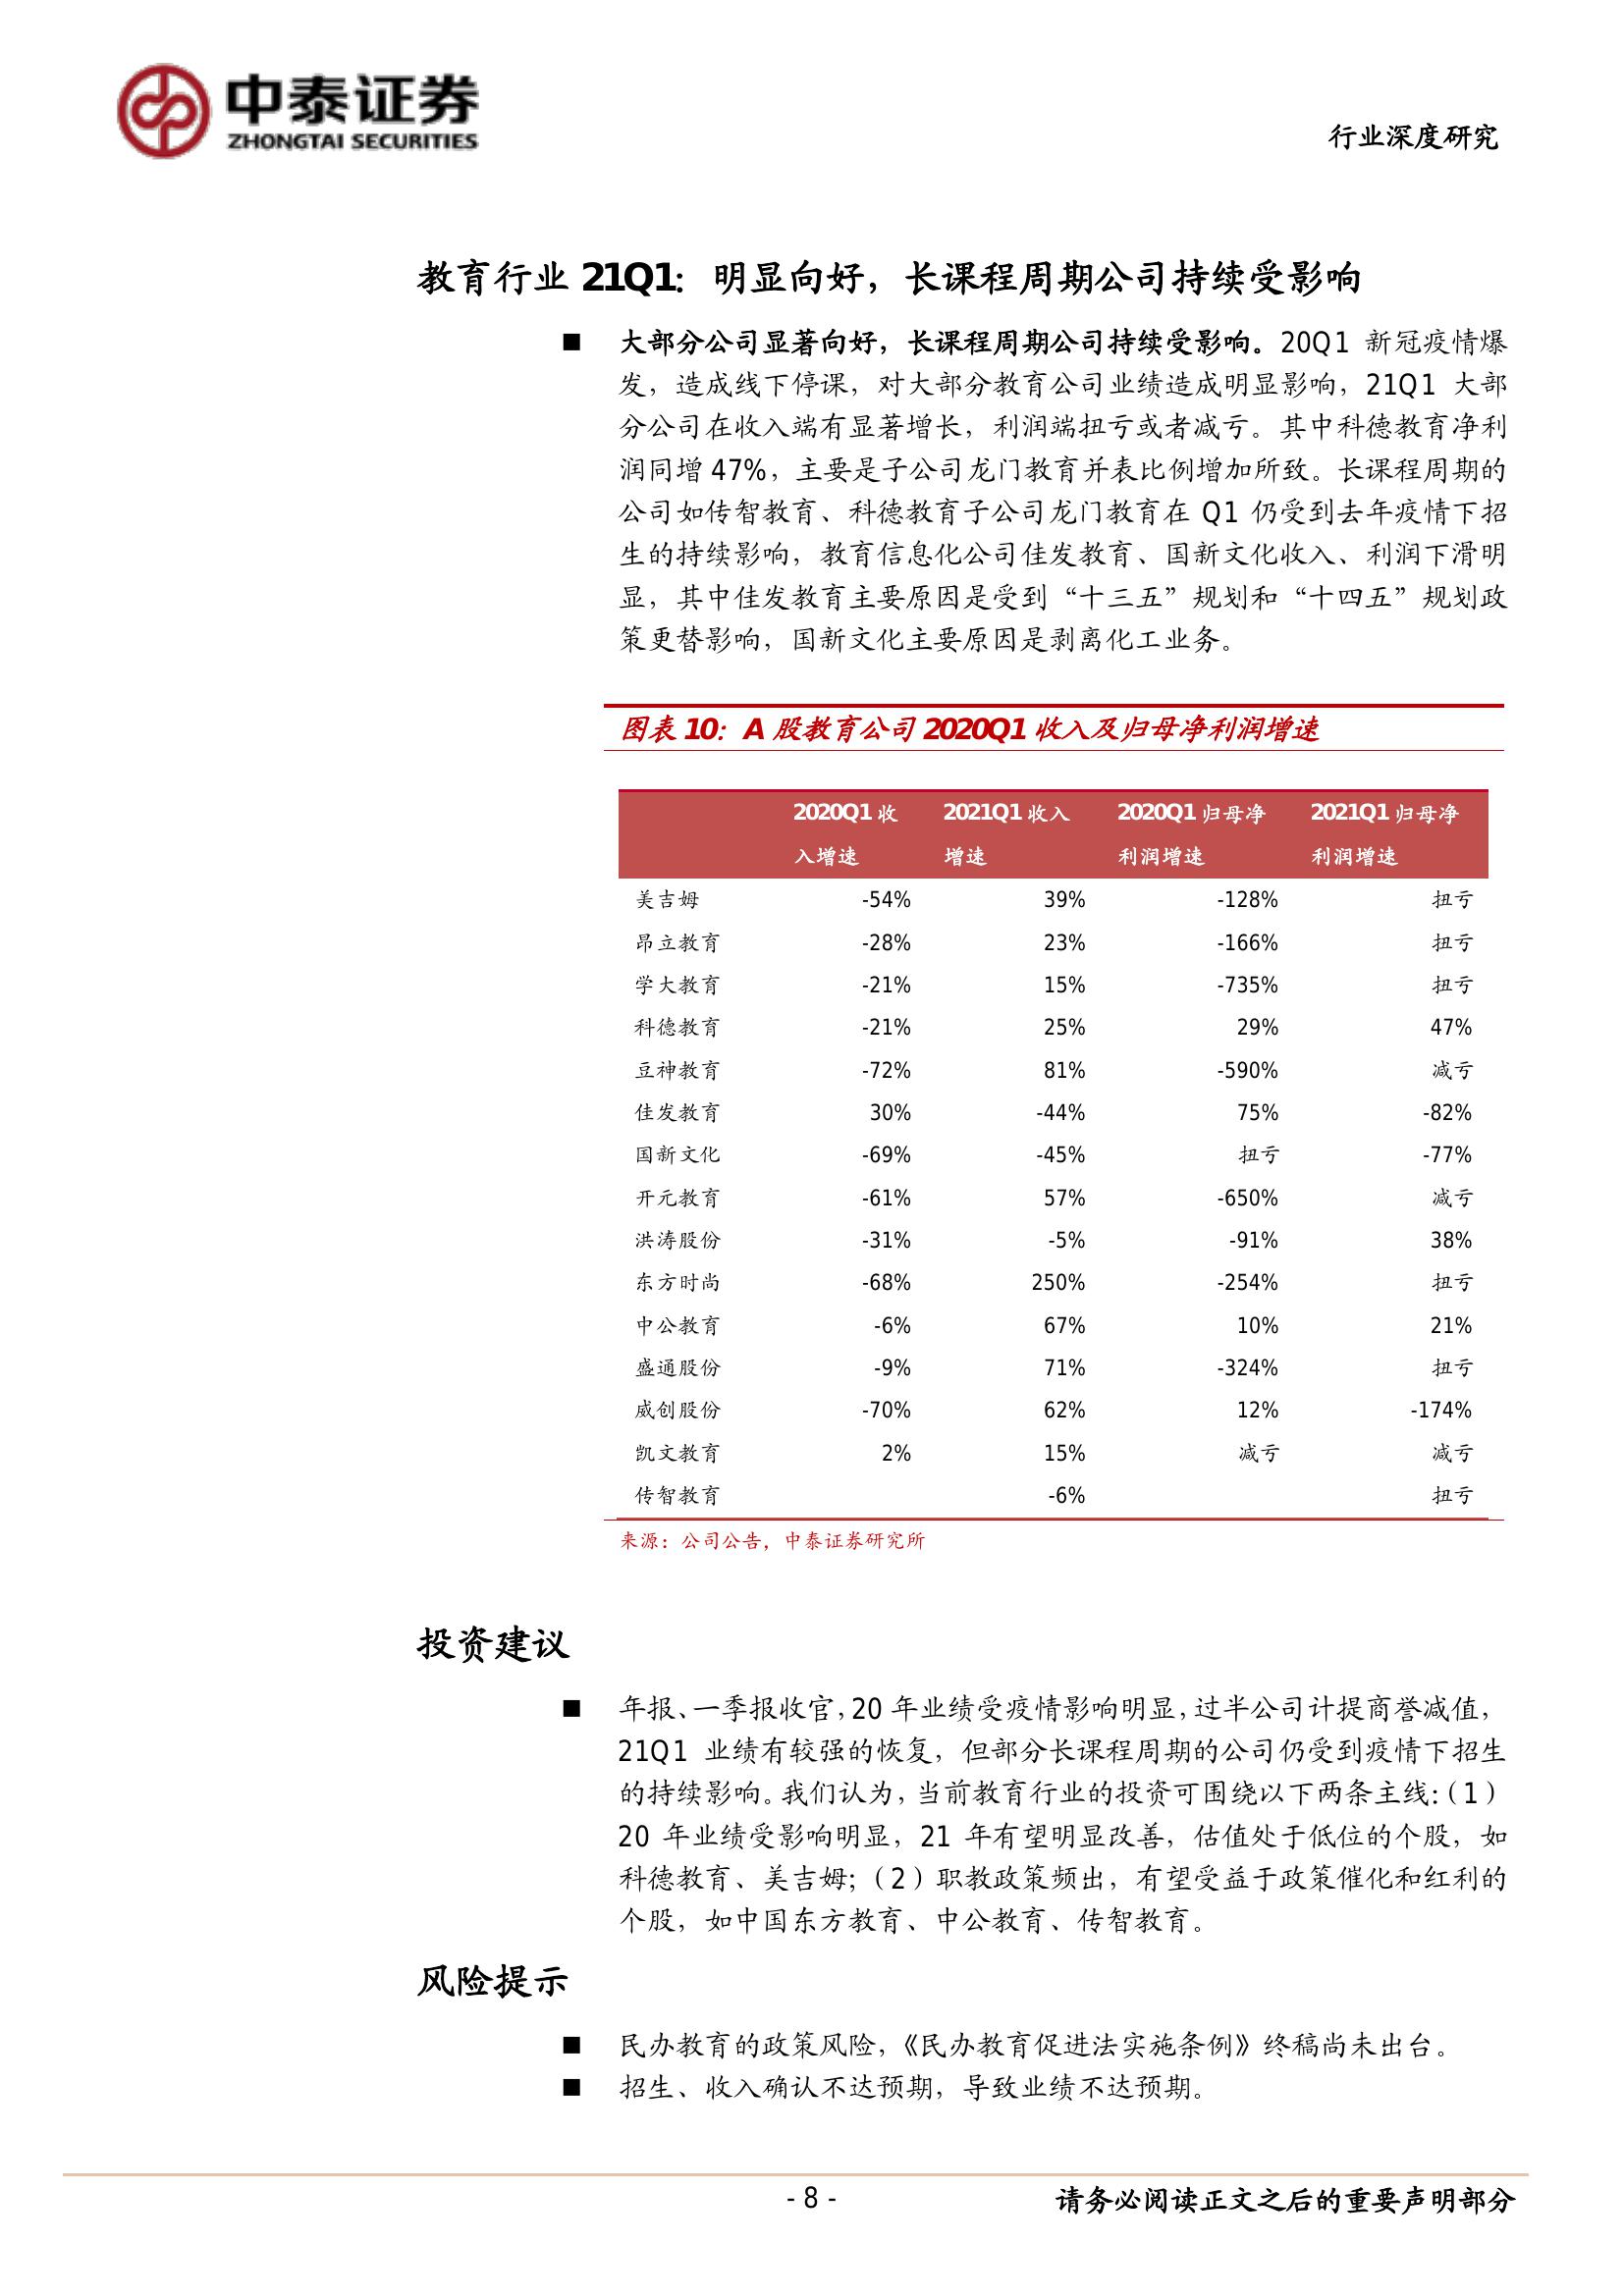 中泰证券
ZHONGTAI SECURITIES
行业深度研究
教育行业 21Q1：明显向好，长课程周期公司持续受影响
■ 大部分公司显著向好，长课程周期公司持续受影响。20Q1 新冠疫情爆
发，造成线下停课，对大部分教育公司业绩造成明显影响，21Q1 大部
分公司在收入端有显著增长，利润端扭亏或者减亏。其中科德教育净利
润同增 47%，主要是子公司龙门教育并表比例增加所致。长课程周期的
公司如传智教育、科德教育子公司龙门教育在 Q1 仍受到去年疫情下招
生的持续影响，教育信息化公司佳发教育、国新文化收入、利润下滑明
显，其中佳发教育主要原因是受到“十三五”规划和“十四五”规划政
策更替影响，国新文化主要原因是剥离化工业务。
图表 10：A 股教育公司 2020Q1 收入及归母净利润增速
2020Q1 收 2021Q1 收入 2020Q1 归母净 2021Q1 归母净
入增速 增速 利润增速 利润增速
美吉姆 -54% 39% -128% 扭亏
昂立教育 -28% 23% -166% 扭亏
学大教育 -21% 15% -735% 扭亏
科德教育 -21% 25% 29% 47%
豆神教育 -72% 81% -590% 减亏
佳发教育 30% -44% 75% -82%
国新文化 -69% -45% 扭亏 -77%
开元教育 -61% 57% -650% 减亏
洪涛股份 -31% -5% -91% 38%
东方时尚 -68% 250% -254% 扭亏
中公教育 -6% 67% 10% 21%
盛通股份 -9% 71% -324% 扭亏
威创股份 -70% 62% 12% -174%
凯文教育 2% 15% 减亏 减亏
传智教育 -6% 扭亏
来源：公司公告，中泰证券研究所
投资建议
■ 年报、一季报收官，20 年业绩受疫情影响明显，过半公司计提商誉减值，
21Q1 业绩有较强的恢复，但部分长课程周期的公司仍受到疫情下招生
的持续影响。我们认为，当前教育行业的投资可围绕以下两条主线：（1）
20 年业绩受影响明显，21 年有望明显改善，估值处于低位的个股，如
科德教育、美吉姆；（2）职教政策频出，有望受益于政策催化和红利的
个股，如中国东方教育、中公教育、传智教育。
风险提示
■ 民办教育的政策风险，《民办教育促进法实施条例》终稿尚未出台。
■ 招生、收入确认不达预期，导致业绩不达预期。
- 8 -
请务必阅读正文之后的重要声明部分